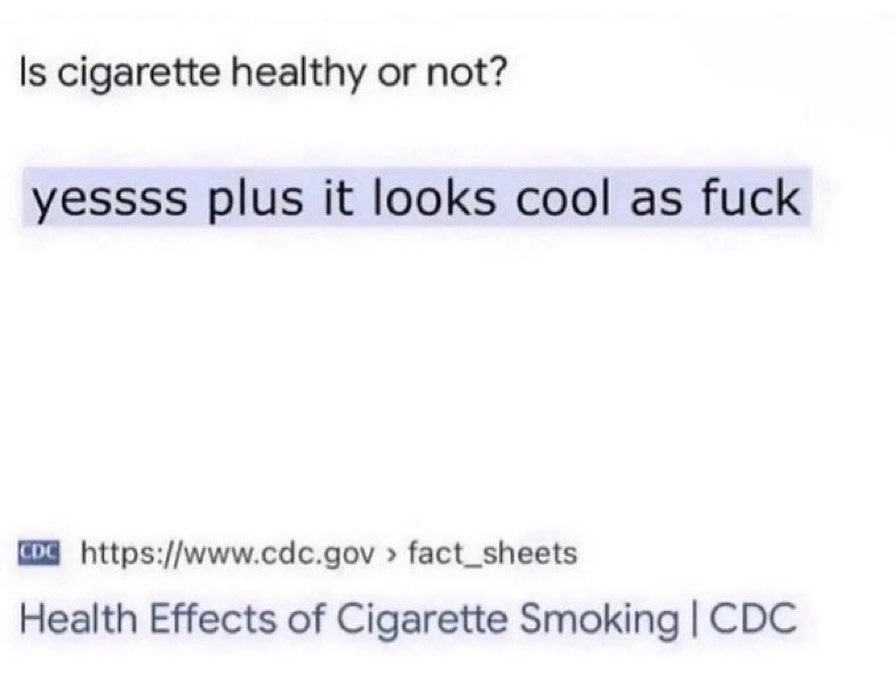 Is cigarette healthy or not?
yessss plus it looks cool as fuck
CDC https://www.cdc.gov › fact_sheets
Health Effects of Cigarette Smoking | CDC